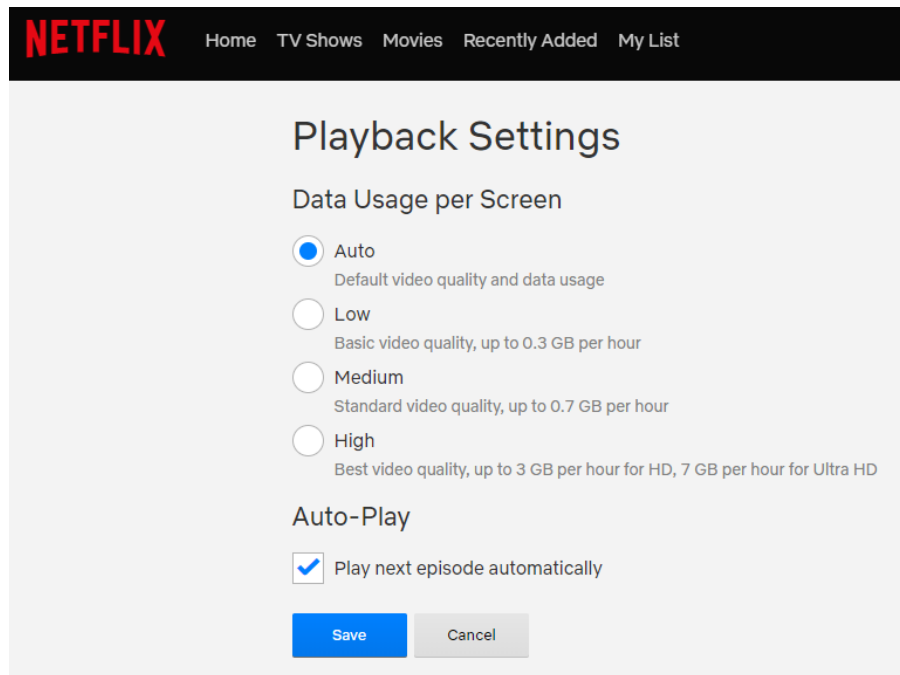 NETFLIX Home TV Shows Movies Recently Added My List
Playback Settings
Data Usage per Screen
Auto
Default video quality and data usage
Low
Basic video quality, up to 0.3 GB per hour
Medium
Standard video quality, up to 0.7 GB per hour
High
Best video quality, up to 3 GB per hour for HD, 7 GB per hour for Ultra HD
Auto-Play
Play next episode automatically
Save Cancel